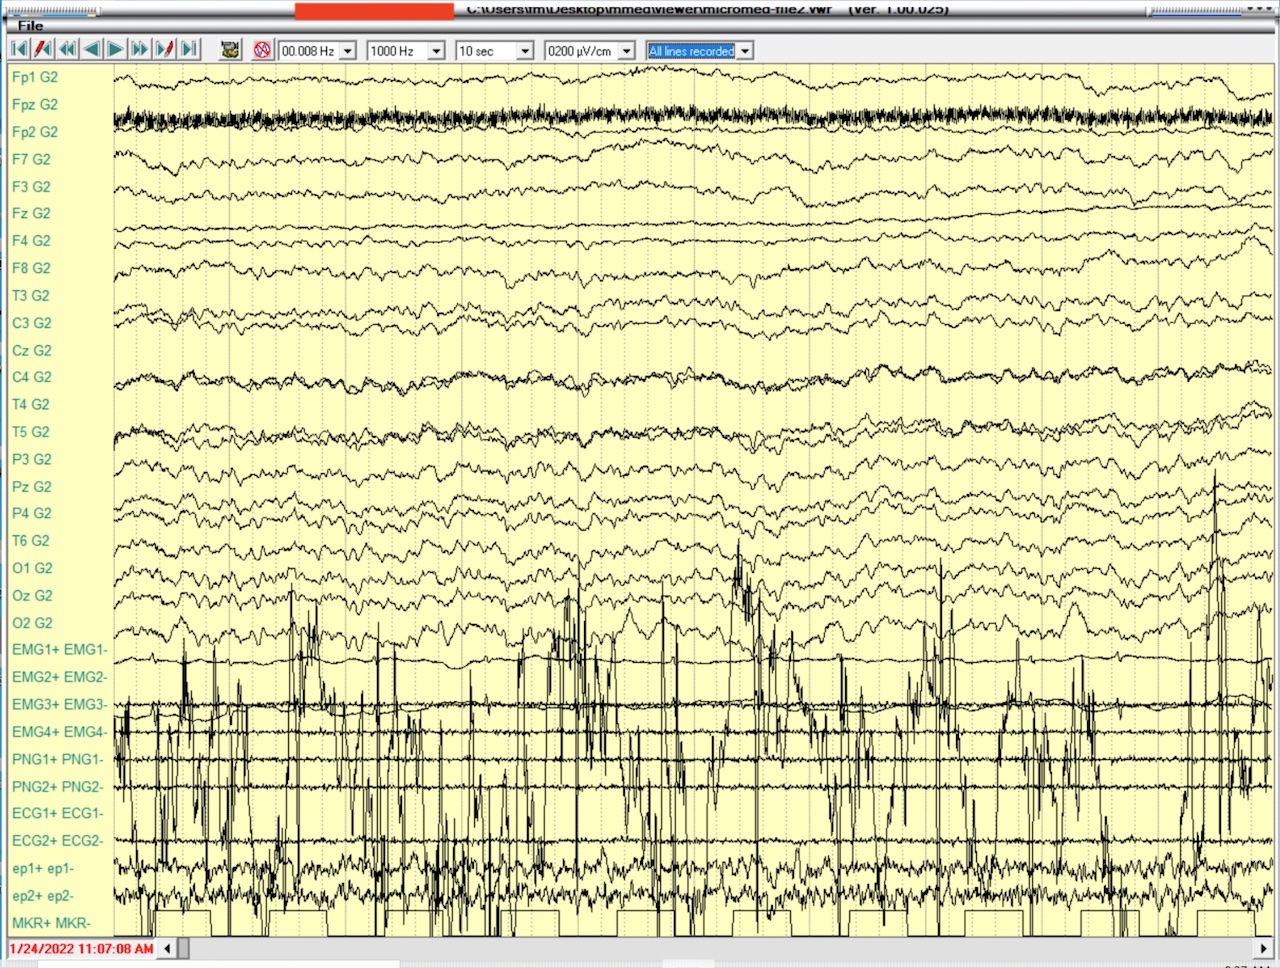 C:\Users\tm\Desktop\mmed\viewer\micromed-file2.vwr (Ver. 1.00.025)
File
00.008 Hz 1000 Hz 10 sec 0200 µV/cm All lines recorded
Fp1 G2
Fpz G2
Fp2 G2
F7 G2
F3 G2
Fz G2
F4 G2
F8 G2
T3 G2
C3 G2
Cz G2
C4 G2
T4 G2
T5 G2
P3 G2
Pz G2
P4 G2
T6 G2
O1 G2
Oz G2
O2 G2
EMG1+ EMG1-
EMG2+ EMG2-
EMG3+ EMG3-
EMG4+ EMG4-
PNG1+ PNG1-
PNG2+ PNG2-
ECG1+ ECG1-
ECG2+ ECG2-
ep1+ ep1-
ep2+ ep2-
MKR+ MKR-
1/24/2022 11:07:08 AM